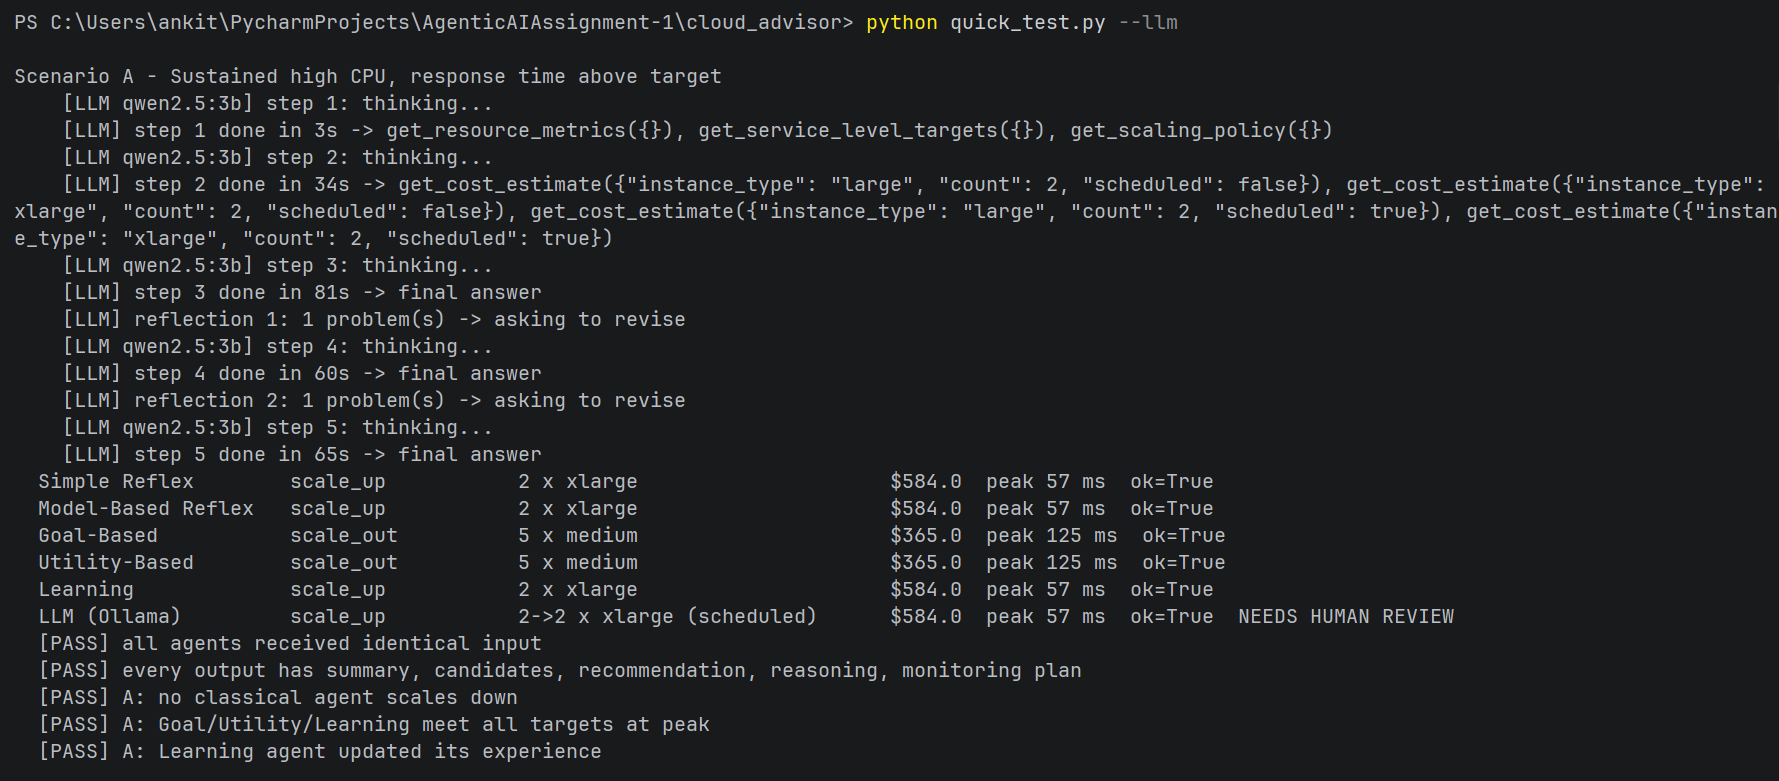 PS C:\Users\ankit\PycharmProjects\AgenticAIAssignment-1\cloud_advisor> python quick_test.py --llm
Scenario A - Sustained high CPU, response time above target
[LLM qwen2.5:3b] step 1: thinking...
[LLM] step 1 done in 3s -> get_resource_metrics({}), get_service_level_targets({}), get_scaling_policy({})
[LLM qwen2.5:3b] step 2: thinking...
[LLM] step 2 done in 34s -> get_cost_estimate({"instance_type": "large", "count": 2, "scheduled": false}), get_cost_estimate({"instance_type":
xlarge", "count": 2, "scheduled": false}), get_cost_estimate({"instance_type": "large", "count": 2, "scheduled": true}), get_cost_estimate({"instan
e_type": "xlarge", "count": 2, "scheduled": true})
[LLM qwen2.5:3b] step 3: thinking...
[LLM] step 3 done in 81s -> final answer
[LLM] reflection 1: 1 problem(s) -> asking to revise
[LLM qwen2.5:3b] step 4: thinking...
[LLM] step 4 done in 60s -> final answer
[LLM] reflection 2: 1 problem(s) -> asking to revise
[LLM qwen2.5:3b] step 5: thinking...
[LLM] step 5 done in 65s -> final answer
Simple Reflex scale_up 2 x xlarge $584.0 peak 57 ms ok=True
Model-Based Reflex scale_up 2 x xlarge $584.0 peak 57 ms ok=True
Goal-Based scale_out 5 x medium $365.0 peak 125 ms ok=True
Utility-Based scale_out 5 x medium $365.0 peak 125 ms ok=True
Learning scale_up 2 x xlarge $584.0 peak 57 ms ok=True
LLM (Ollama) scale_up 2->2 x xlarge (scheduled) $584.0 peak 57 ms ok=True NEEDS HUMAN REVIEW
[PASS] all agents received identical input
[PASS] every output has summary, candidates, recommendation, reasoning, monitoring plan
[PASS] A: no classical agent scales down
[PASS] A: Goal/Utility/Learning meet all targets at peak
[PASS] A: Learning agent updated its experience